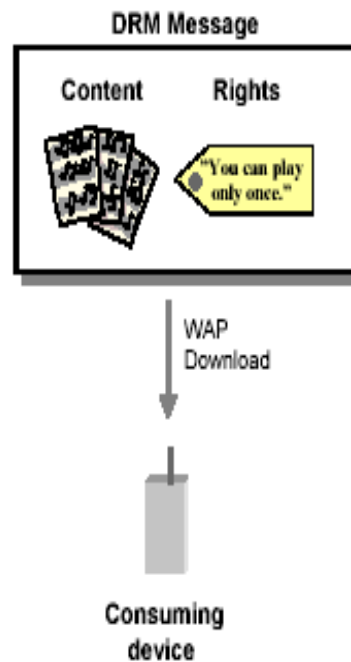 DRM Message
Content Rights
"You can play
only once."
WAP
Download
Consuming
device